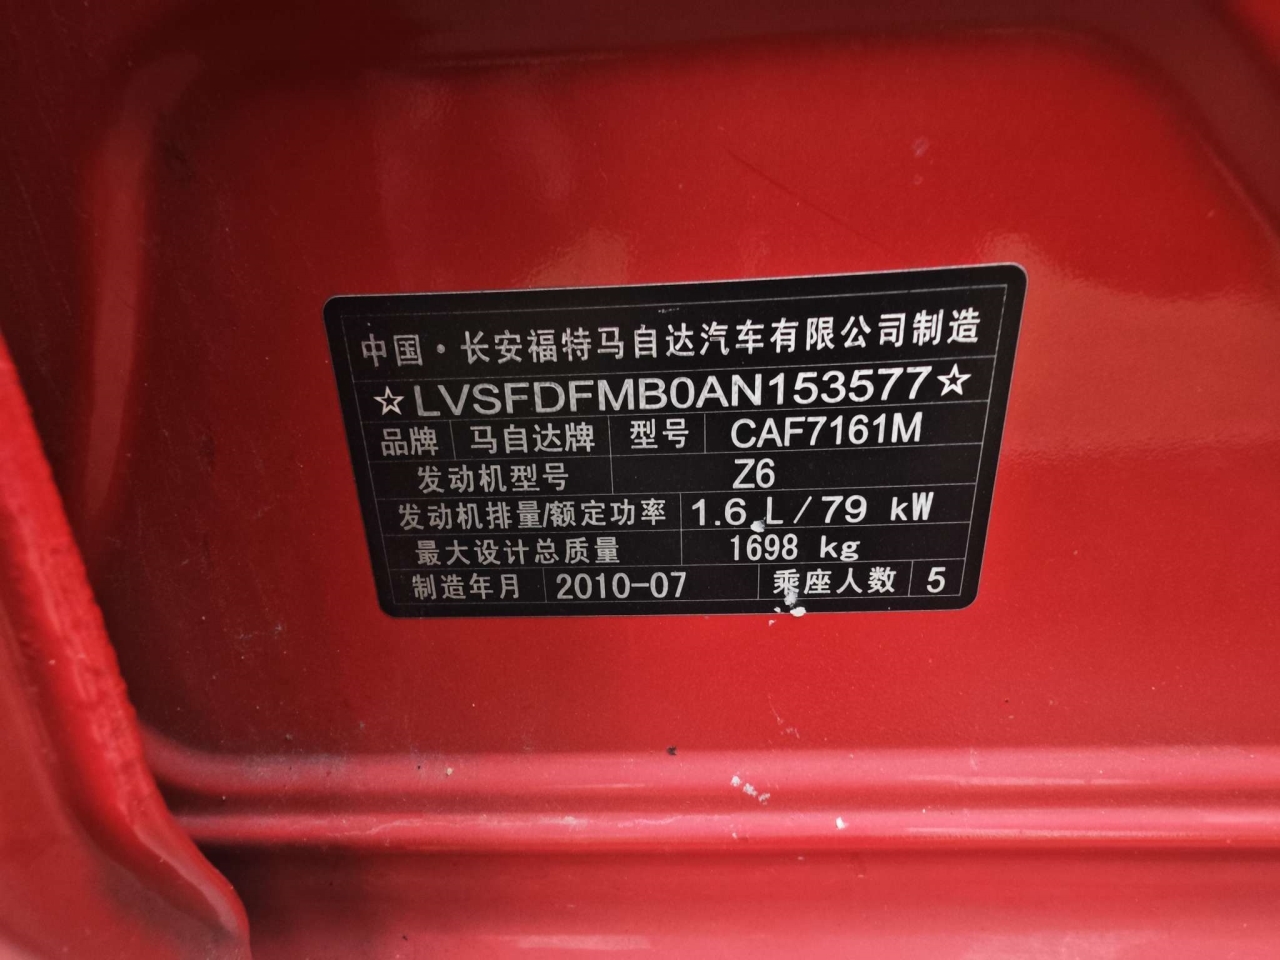 中国·长安福特马自达汽车有限公司制造
☆LVSFDFMB0AN153577☆
品牌 马自达牌 型号 CAF7161M
发动机型号 Z6
发动机排量/额定功率 1.6 L/79 kW
最大设计总质量 1698 kg
制造年月 2010-07 乘座人数 5